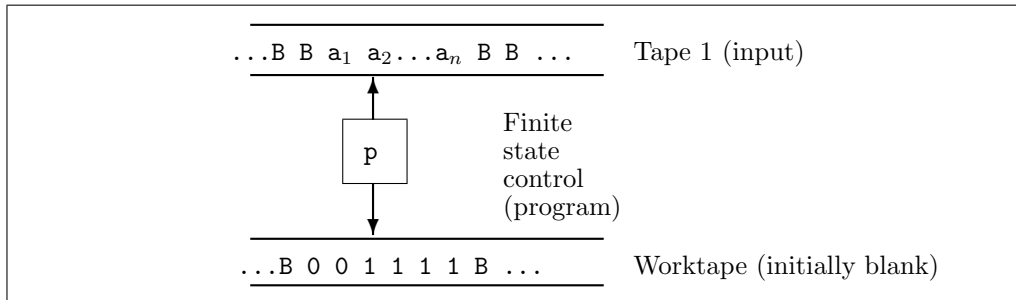 ...B B a₁ a₂...aₙ B B ... Tape 1 (input)
p
Finite
state
control
(program)
...B 0 0 1 1 1 1 B ... Worktape (initially blank)